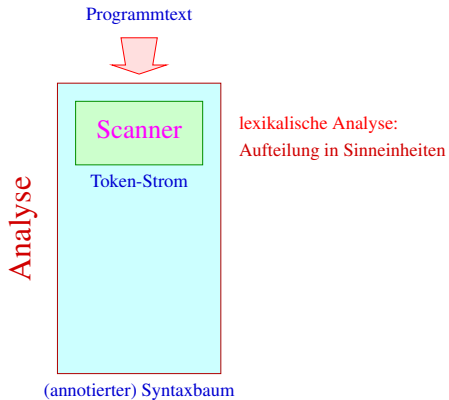 Programmtext
Scanner
lexikalische Analyse:
Aufteilung in Sinneinheiten
Token-Strom
Analyse
(annotierter) Syntaxbaum